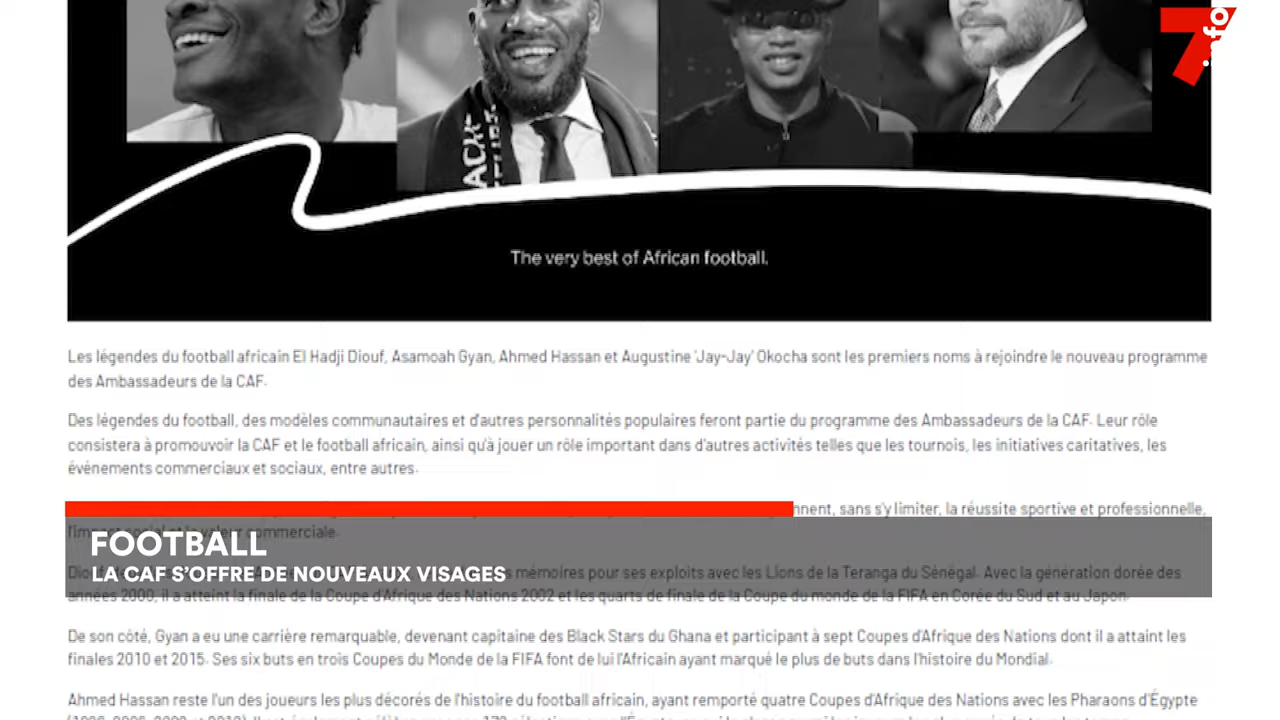 7
.info
The very best of African football.
Les légendes du football africain El Hadji Diouf, Asamoah Gyan, Ahmed Hassan et Augustine 'Jay-Jay' Okocha sont les premiers noms à rejoindre le nouveau programme
des Ambassadeurs de la CAF.
Des légendes du football, des modèles communautaires et d'autres personnalités populaires feront partie du programme des Ambassadeurs de la CAF. Leur rôle
consistera à promouvoir la CAF et le football africain, ainsi qu'à jouer un rôle important dans d'autres activités telles que les tournois, les initiatives caritatives, les
événements commerciaux et sociaux, entre autres.
sans s'y limiter, la réussite sportive et professionnelle,
l'impact social et la valeur commerciale.
FOOTBALL
LA CAF S'OFFRE DE NOUVEAUX VISAGES
mémoires pour ses exploits avec les Lions de la Teranga du Sénégal. Avec la génération dorée des
années 2000, il a atteint la finale de la Coupe d'Afrique des Nations 2002 et les quarts de finale de la Coupe du monde de la FIFA en Corée du Sud et au Japon.
De son côté, Gyan a eu une carrière remarquable, devenant capitaine des Black Stars du Ghana et participant à sept Coupes d'Afrique des Nations dont il a attaint les
finales 2010 et 2015. Ses six buts en trois Coupes du Monde de la FIFA font de lui l'Africain ayant marqué le plus de buts dans l'histoire du Mondial.
Ahmed Hassan reste l'un des joueurs les plus décorés de l'histoire du football africain, ayant remporté quatre Coupes d'Afrique des Nations avec les Pharaons d'Égypte